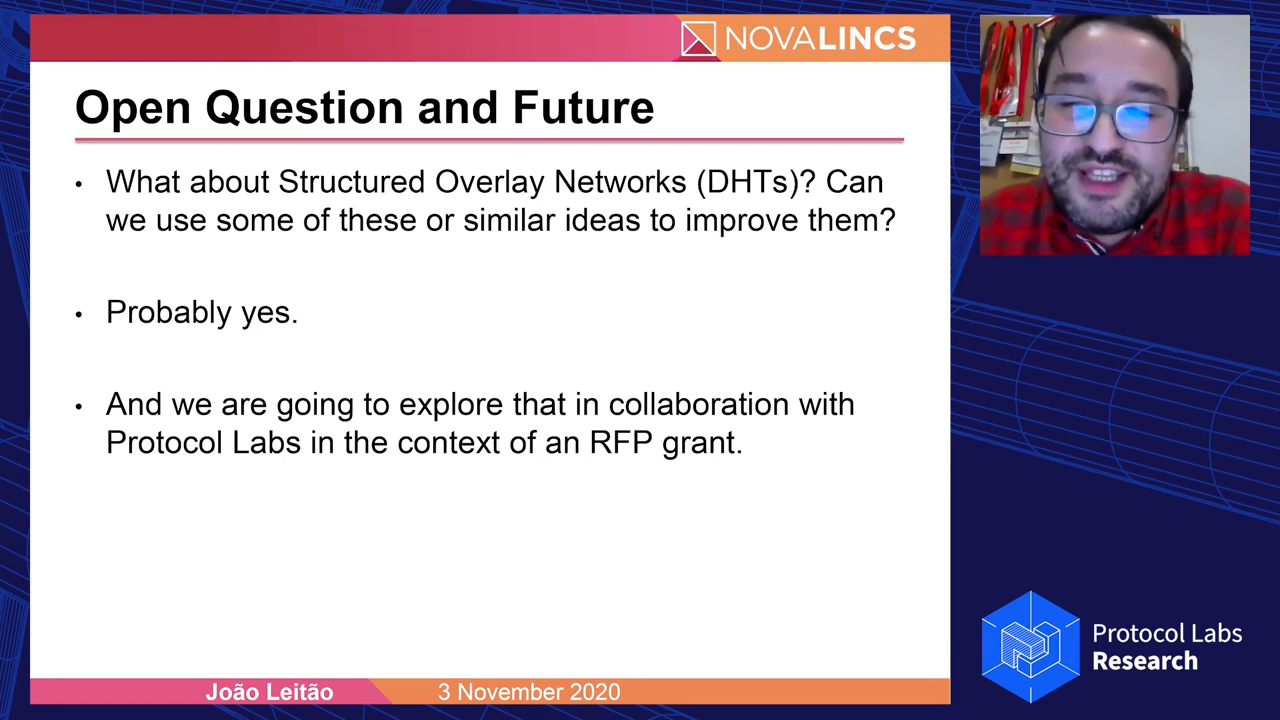 NOVALINCS
Open Question and Future
• What about Structured Overlay Networks (DHTs)? Can
we use some of these or similar ideas to improve them?
• Probably yes.
• And we are going to explore that in collaboration with
Protocol Labs in the context of an RFP grant.
João Leitão
3 November 2020
Protocol Labs
Research